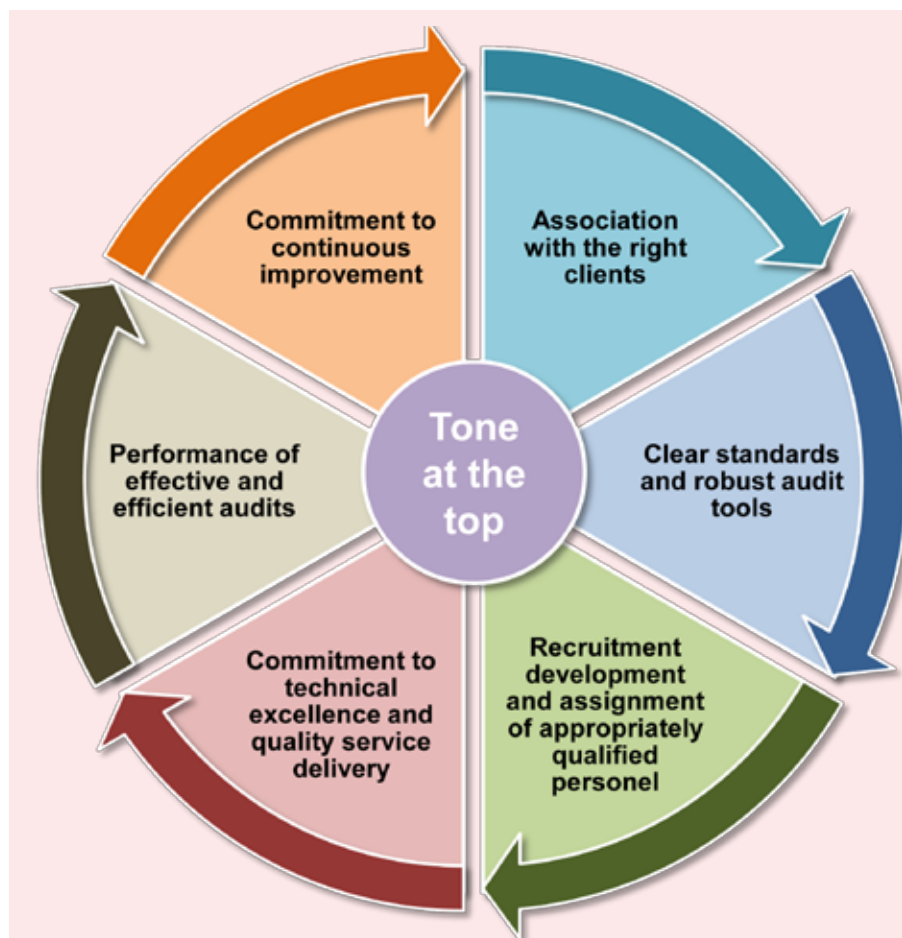 Commitment to
continuous
improvement
Association
with the right
clients
Performance of
effective and
efficient audits
Tone
at the
top
Clear standards
and robust audit
tools
Commitment to
technical
excellence and
quality service
delivery
Recruitment
development
and assignment
of appropriately
qualified
personel